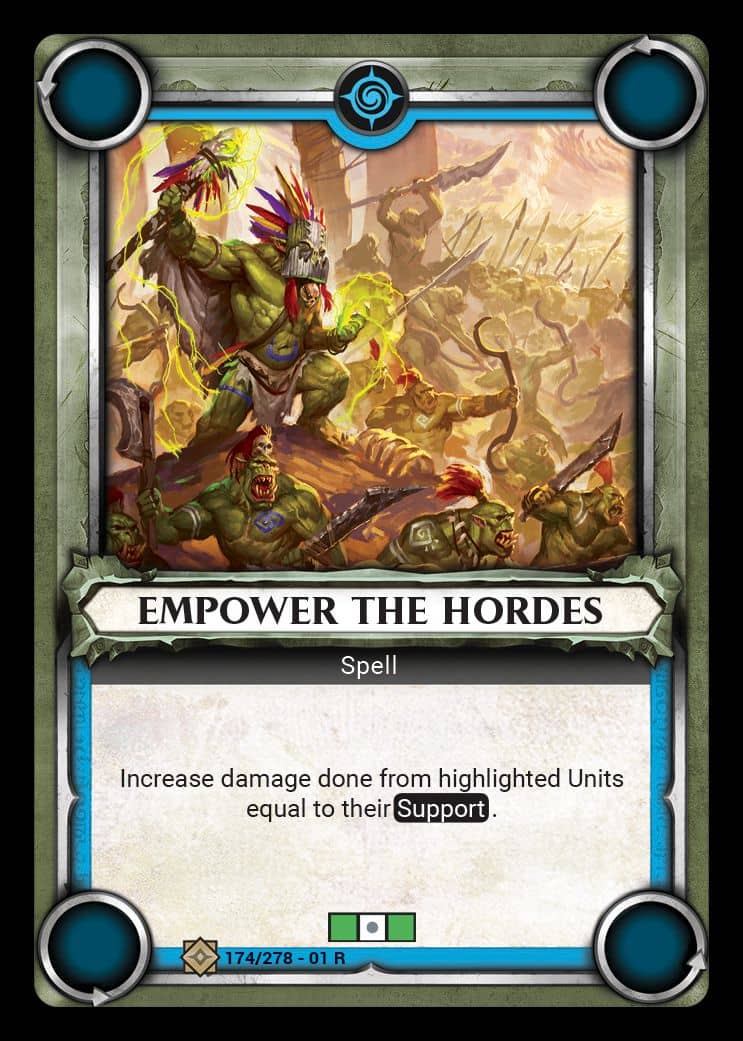 EMPOWER THE HORDES
Spell
Increase damage done from highlighted Units
equal to their Support.
174/278 - 01 R